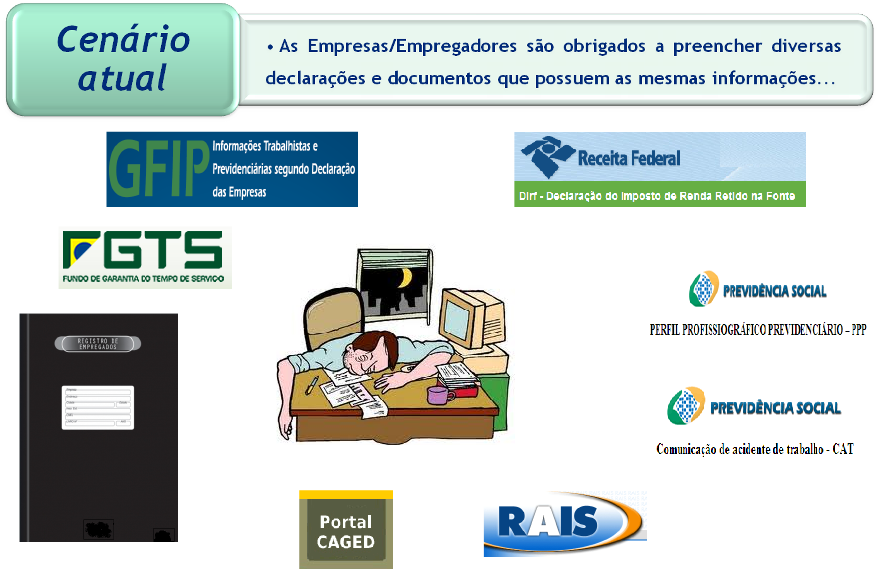 Cenário
atual
• As Empresas/Empregadores são obrigados a preencher diversas
declarações e documentos que possuem as mesmas informações...
GFIP
Informações Trabalhistas e
Previdenciárias segundo Declaração
das Empresas
Receita Federal
Dirf - Declaração do Imposto de Renda Retido na Fonte
FGTS
FUNDO DE GARANTIA DO TEMPO DE SERVIÇO
PREVIDÊNCIA SOCIAL
PERFIL PROFISSIOGRÁFICO PREVIDENCIÁRIO – PPP
REGISTRO DE
EMPREGADOS
PREVIDÊNCIA SOCIAL
Comunicação de acidente de trabalho - CAT
Portal
CAGED
RAIS